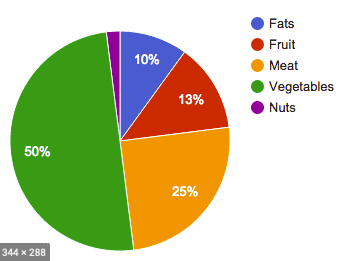 Fats
Fruit
Meat
Vegetables
Nuts
10%
13%
25%
50%
344 × 288